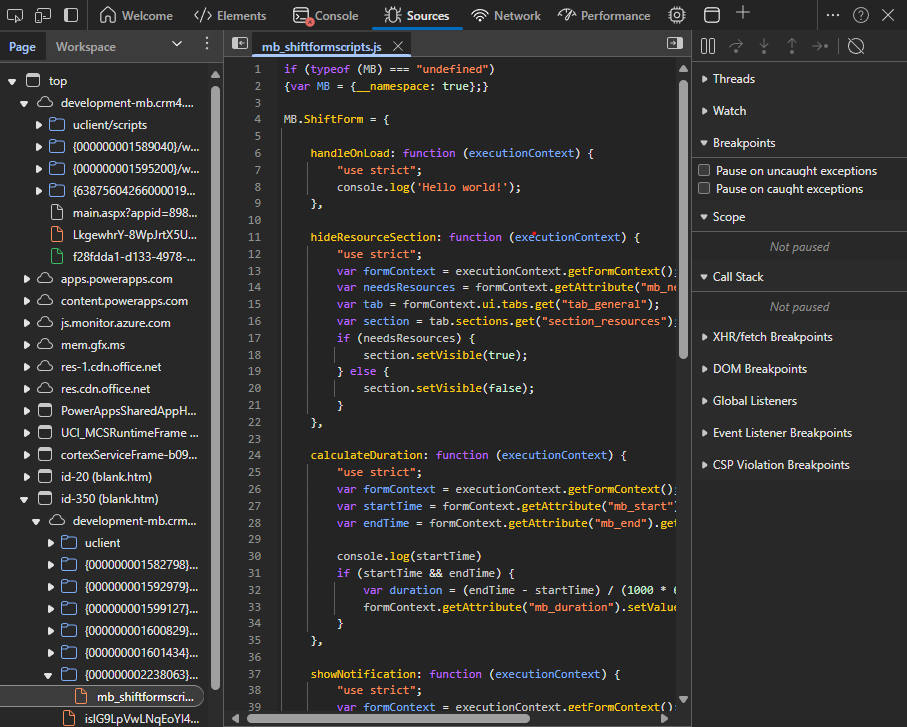 Welcome Elements Console Sources Network Performance
Page Workspace
mb_shiftformscripts.js
top
development-mb.crm4....
uclient/scripts
{000000001589040}/w...
{000000001595200}/w...
{63875604266000019...
main.aspx?appid=898...
LkgewhrY-8WpJrtX5U...
f28fdda1-d133-4978-...
apps.powerapps.com
content.powerapps.com
js.monitor.azure.com
mem.gfx.ms
res-1.cdn.office.net
res.cdn.office.net
PowerAppsSharedAppH...
UCI_MCSRuntimeFrame ...
cortexServiceFrame-b09...
id-20 (blank.htm)
id-350 (blank.htm)
development-mb.crm...
uclient
{000000001582798}...
{000000001592979}...
{000000001599127}...
{000000001600829}...
{000000001601434}...
{000000002238063}...
mb_shiftformscri...
isIG9LpVwLNqEoYI4...
1 if (typeof (MB) === "undefined")
2 {var MB = {__namespace: true};}
3
4 MB.ShiftForm = {
5
6 handleOnLoad: function (executionContext) {
7 "use strict";
8 console.log('Hello world!');
9 },
10
11 hideResourceSection: function (executionContext) {
12 "use strict";
13 var formContext = executionContext.getFormContext();
14 var needsResources = formContext.getAttribute("mb_ne
15 var tab = formContext.ui.tabs.get("tab_general");
16 var section = tab.sections.get("section_resources");
17 if (needsResources) {
18 section.setVisible(true);
19 } else {
20 section.setVisible(false);
21 }
22 },
23
24 calculateDuration: function (executionContext) {
25 "use strict";
26 var formContext = executionContext.getFormContext();
27 var startTime = formContext.getAttribute("mb_start")
28 var endTime = formContext.getAttribute("mb_end").get
29
30 console.log(startTime)
31 if (startTime && endTime) {
32 var duration = (endTime - startTime) / (1000 * 6
33 formContext.getAttribute("mb_duration").setValue
34 }
35 },
36
37 showNotification: function (executionContext) {
38 "use strict";
39 var formContext = executionContext.getFormContext();
Threads
Watch
Breakpoints
Pause on uncaught exceptions
Pause on caught exceptions
Scope
Not paused
Call Stack
Not paused
XHR/fetch Breakpoints
DOM Breakpoints
Global Listeners
Event Listener Breakpoints
CSP Violation Breakpoints